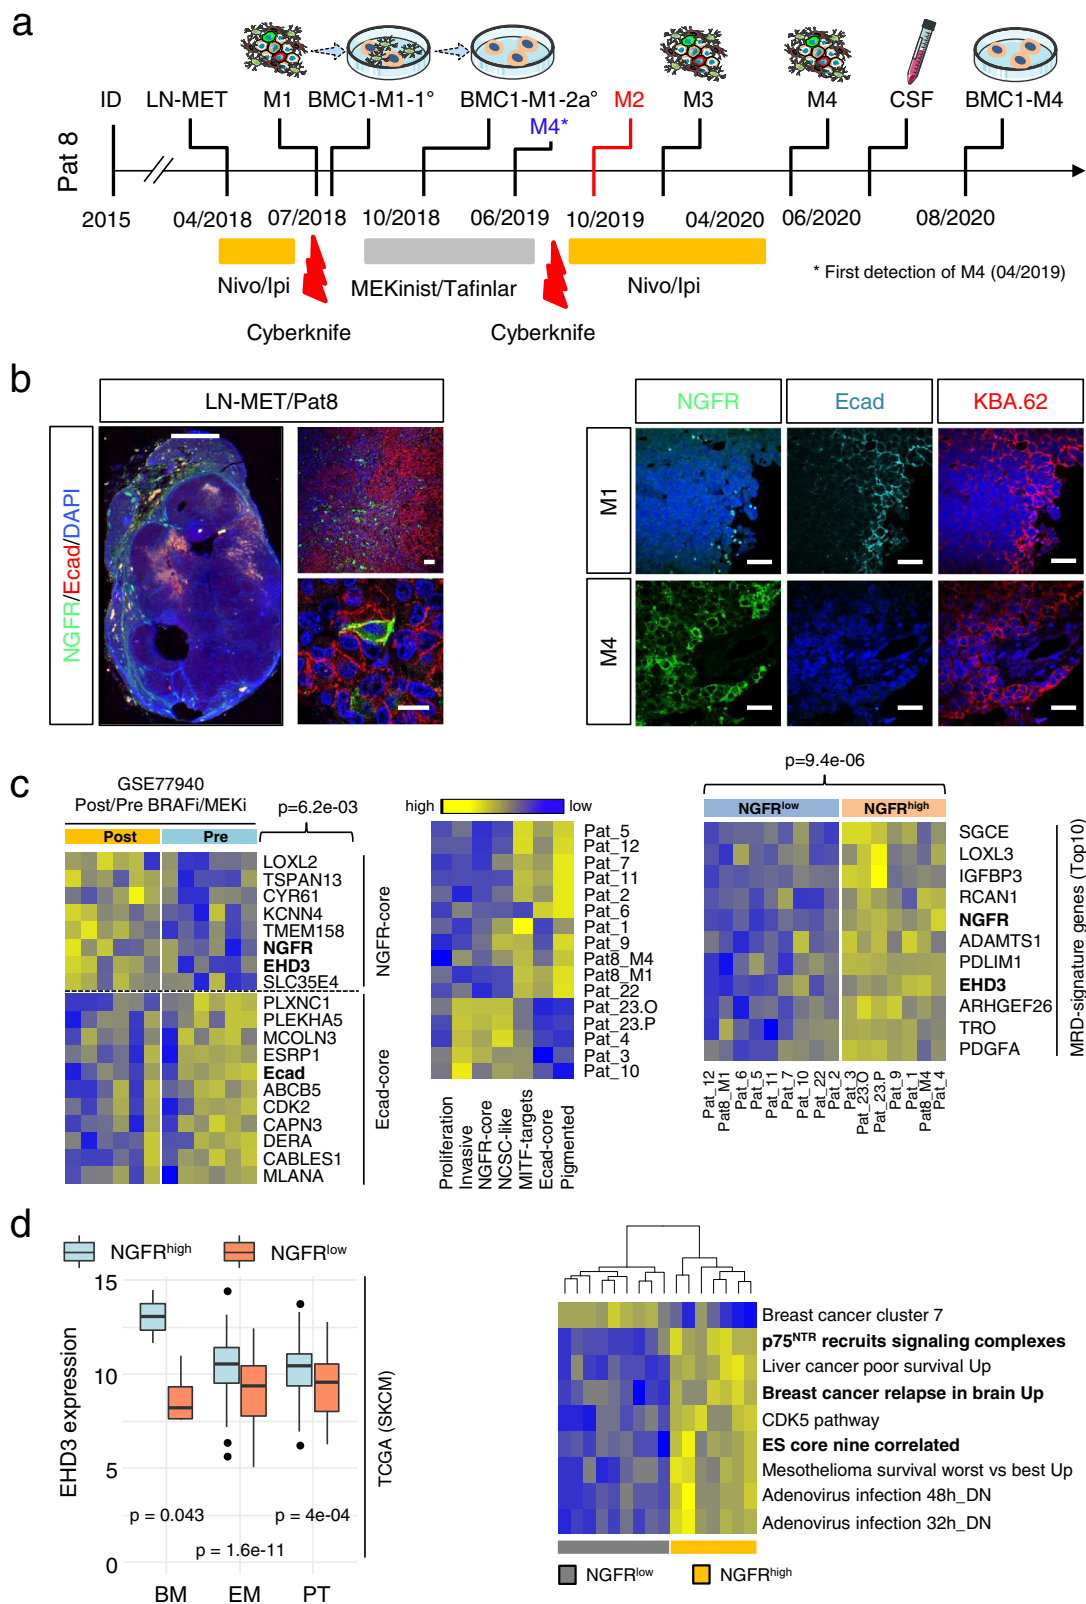 a
Pat 8
ID
LN-MET
M1
BMC1-M1-1°
BMC1-M1-2a°
M4*
M2
M3
M4
CSF
BMC1-M4
2015
04/2018
07/2018
10/2018
06/2019
10/2019
04/2020
06/2020
08/2020
Nivo/Ipi
Cyberknife
MEKinist/Tafinlar
Cyberknife
Nivo/Ipi
* First detection of M4 (04/2019)
b
LN-MET/Pat8
NGFR/Ecad/DAPI
NGFR
Ecad
KBA.62
M1
M4
c
GSE77940
Post/Pre BRAFi/MEKi
p=6.2e-03
Post
Pre
LOXL2
TSPAN13
CYR61
KCNN4
TMEM158
NGFR
EHD3
SLC35E4
NGFR-core
PLXNC1
PLEKHA5
MCOLN3
ESRP1
Ecad
ABCB5
CDK2
CAPN3
DERA
CABLES1
MLANA
Ecad-core
high
low
Pat_5
Pat_12
Pat_7
Pat_11
Pat_2
Pat_6
Pat_1
Pat_9
Pat8_M4
Pat8_M1
Pat_22
Pat_23.O
Pat_23.P
Pat_4
Pat_3
Pat_10
Proliferation
Invasive
NGFR-core
NCSC-like
MITF-targets
Ecad-core
Pigmented
p=9.4e-06
NGFRlow
NGFRhigh
SGCE
LOXL3
IGFBP3
RCAN1
NGFR
ADAMTS1
PDLIM1
EHD3
ARHGEF26
TRO
PDGFA
MRD-signature genes (Top10)
Pat_12
Pat8_M1
Pat_6
Pat_5
Pat_11
Pat_7
Pat_10
Pat_22
Pat_2
Pat_3
Pat_23.O
Pat_23.P
Pat_9
Pat_1
Pat8_M4
Pat_4
d
NGFRhigh
NGFRlow
EHD3 expression
15
10
5
0
p = 0.043
p = 4e-04
p = 1.6e-11
BM
EM
PT
TCGA (SKCM)
Breast cancer cluster 7
p75NTR recruits signaling complexes
Liver cancer poor survival Up
Breast cancer relapse in brain Up
CDK5 pathway
ES core nine correlated
Mesothelioma survival worst vs best Up
Adenovirus infection 48h_DN
Adenovirus infection 32h_DN
NGFRlow
NGFRhigh